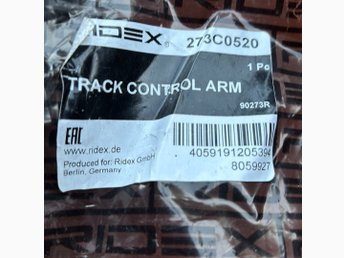 RIDEX® 273C0520
1 Pc
TRACK CONTROL ARM
90273R
EAC
www.ridex.de
Produced for: Ridex GmbH
Berlin, Germany
4059191205394
8059927
RIDEX